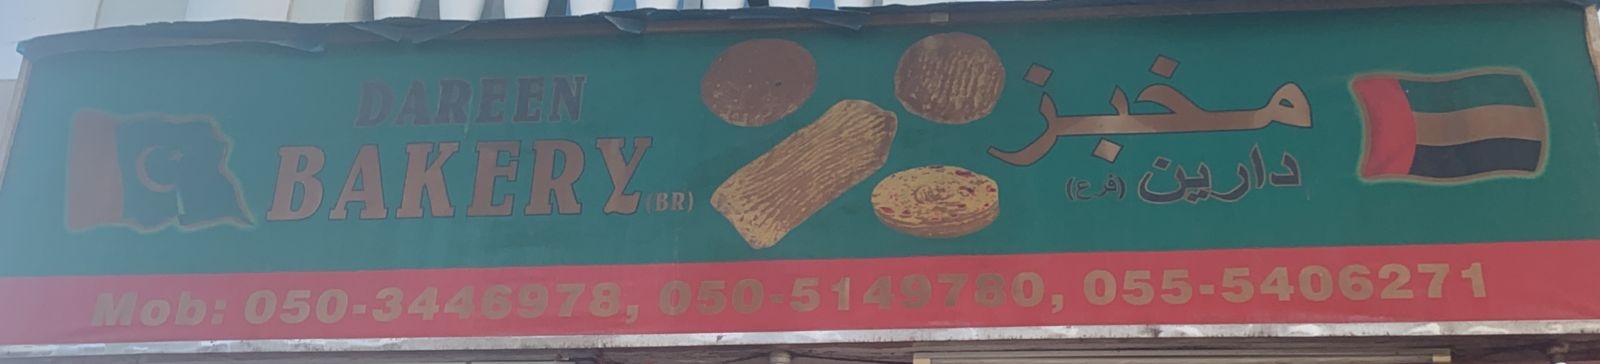 DAREEN
BAKERY (BR)
مخبز
دارين (فرع)
Mob: 050-3446978, 050-5149780, 055-5406271